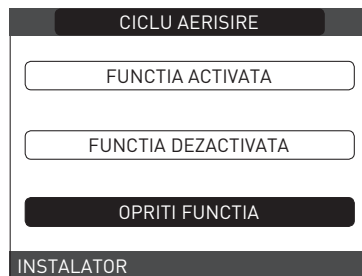 CICLU AERISIRE
FUNCTIA ACTIVATA
FUNCTIA DEZACTIVATA
OPRITI FUNCTIA
INSTALATOR